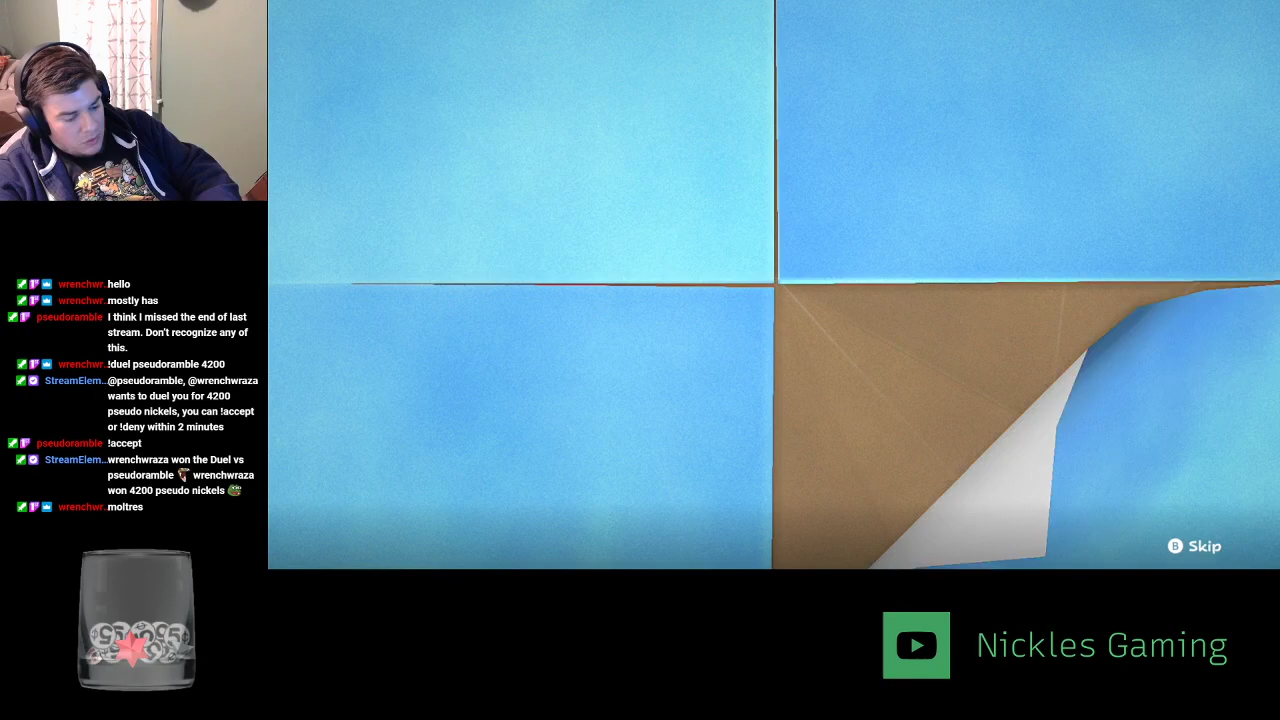 wrenchwr.. hello
wrenchwr.. mostly has
pseudoramble I think I missed the end of last
stream. Don't recognize any of
this.
wrenchwr.. !duel pseudoramble 4200
StreamElem... @pseudoramble, @wrenchwraza
wants to duel you for 4200
pseudo nickels, you can !accept
or !deny within 2 minutes
pseudoramble !accept
StreamElem... wrenchwraza won the Duel vs
pseudoramble wrenchwraza
won 4200 pseudo nickels
wrenchwr.. moltres
B Skip
Nickles Gaming